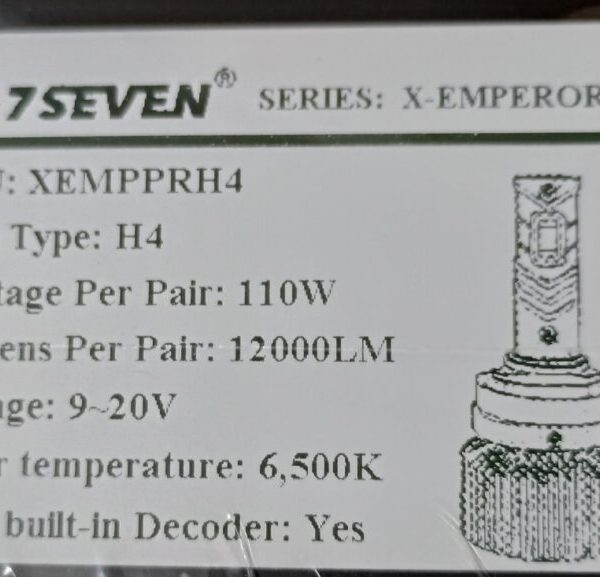 7SEVEN® SERIES: X-EMPEROR
: XEMPPRH4
Type: H4
tage Per Pair: 110W
ens Per Pair: 12000LM
ge: 9~20V
r temperature: 6,500K
built-in Decoder: Yes